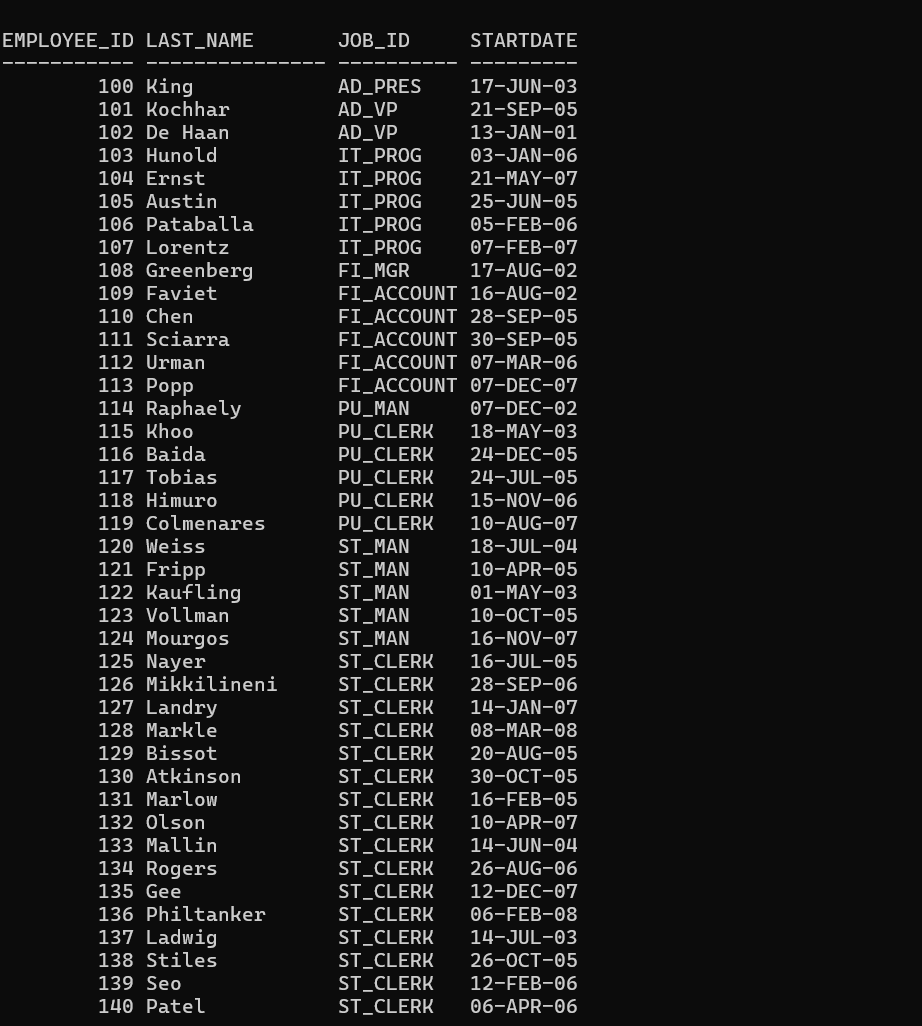 EMPLOYEE_ID LAST_NAME       JOB_ID     STARTDATE
----------- --------------- ---------- ---------
        100 King            AD_PRES    17-JUN-03
        101 Kochhar         AD_VP      21-SEP-05
        102 De Haan         AD_VP      13-JAN-01
        103 Hunold          IT_PROG    03-JAN-06
        104 Ernst           IT_PROG    21-MAY-07
        105 Austin          IT_PROG    25-JUN-05
        106 Pataballa       IT_PROG    05-FEB-06
        107 Lorentz         IT_PROG    07-FEB-07
        108 Greenberg       FI_MGR     17-AUG-02
        109 Faviet          FI_ACCOUNT 16-AUG-02
        110 Chen            FI_ACCOUNT 28-SEP-05
        111 Sciarra         FI_ACCOUNT 30-SEP-05
        112 Urman           FI_ACCOUNT 07-MAR-06
        113 Popp            FI_ACCOUNT 07-DEC-07
        114 Raphaely        PU_MAN     07-DEC-02
        115 Khoo            PU_CLERK   18-MAY-03
        116 Baida           PU_CLERK   24-DEC-05
        117 Tobias          PU_CLERK   24-JUL-05
        118 Himuro          PU_CLERK   15-NOV-06
        119 Colmenares      PU_CLERK   10-AUG-07
        120 Weiss           ST_MAN     18-JUL-04
        121 Fripp           ST_MAN     10-APR-05
        122 Kaufling        ST_MAN     01-MAY-03
        123 Vollman         ST_MAN     10-OCT-05
        124 Mourgos         ST_MAN     16-NOV-07
        125 Nayer           ST_CLERK   16-JUL-05
        126 Mikkilineni     ST_CLERK   28-SEP-06
        127 Landry          ST_CLERK   14-JAN-07
        128 Markle          ST_CLERK   08-MAR-08
        129 Bissot          ST_CLERK   20-AUG-05
        130 Atkinson        ST_CLERK   30-OCT-05
        131 Marlow          ST_CLERK   16-FEB-05
        132 Olson           ST_CLERK   10-APR-07
        133 Mallin          ST_CLERK   14-JUN-04
        134 Rogers          ST_CLERK   26-AUG-06
        135 Gee             ST_CLERK   12-DEC-07
        136 Philtanker      ST_CLERK   06-FEB-08
        137 Ladwig          ST_CLERK   14-JUL-03
        138 Stiles          ST_CLERK   26-OCT-05
        139 Seo             ST_CLERK   12-FEB-06
        140 Patel           ST_CLERK   06-APR-06